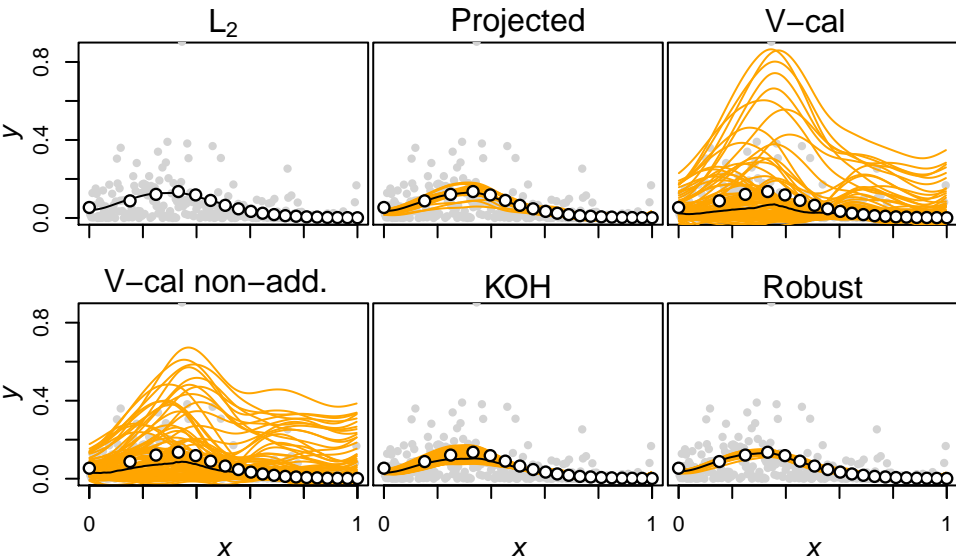 L₂ Projected V−cal
0.8
0.4
0.0
y
V−cal non−add. KOH Robust
0.8
0.4
0.0
y
0 1 0 1 0 1
x x x